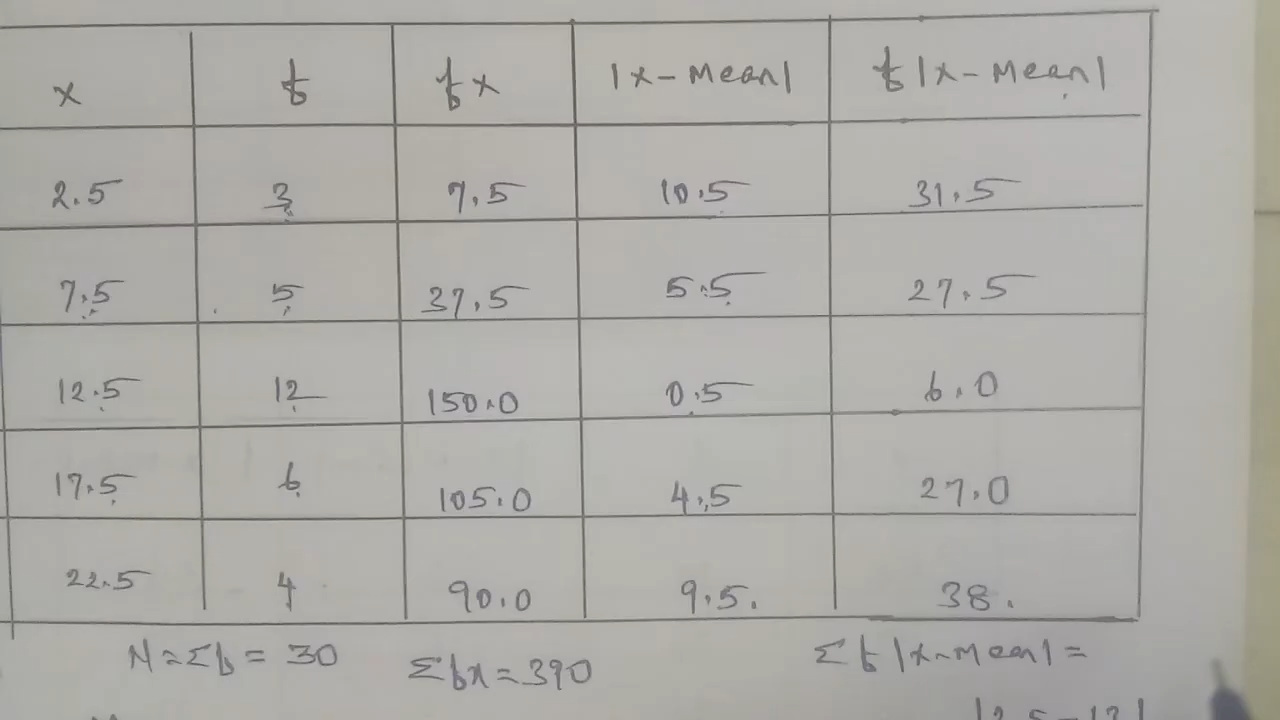 x f fx |x-Mean| f|x-Mean|
2.5 3 7.5 10.5 31.5
7.5 5 37.5 5.5 27.5
12.5 12 150.0 0.5 6.0
17.5 6 105.0 4.5 27.0
22.5 4 90.0 9.5. 38.
N=Σf=30 Σfx=390 Σf|x-Mean|=